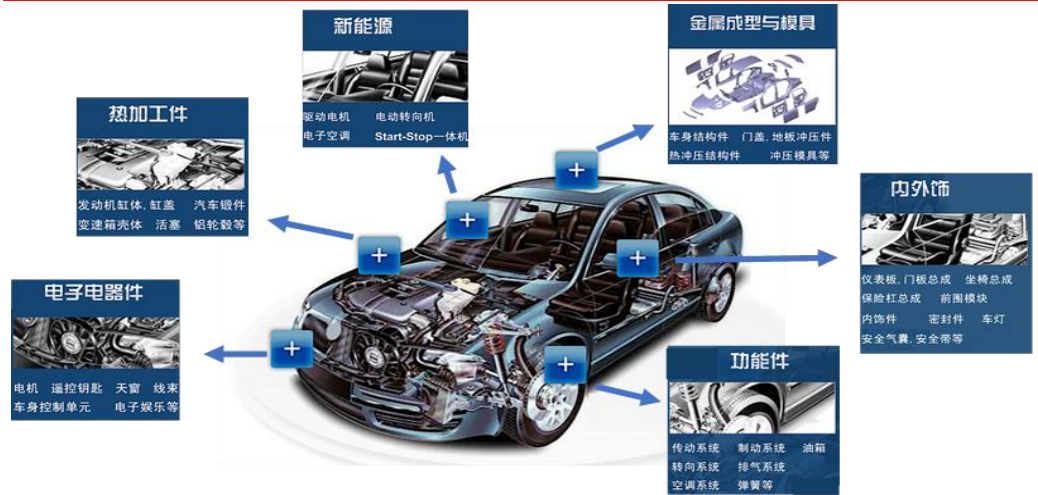 新能源
驱动电机 电动转向机
电子空调 Start-Stop一体机
金属成型与模具
车身结构件 门盖,地板冲压件
热冲压结构件 冲压模具等
热加工件
发动机缸体,缸盖 汽车锻件
变速箱壳体 活塞 铝轮毂等
内外饰
仪表板,门板总成 坐椅总成
保险杠总成 前围模块
内饰件 密封件 车灯
安全气囊,安全带等
电子电器件
电机 遥控钥匙 天窗 线束
车身控制单元 电子娱乐等
功能件
传动系统 制动系统 油箱
转向系统 排气系统
空调系统 弹簧等